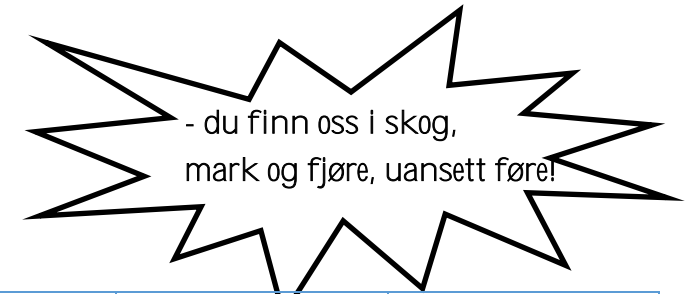 - du finn oss i skog,
mark og fjøre, uansett føre!